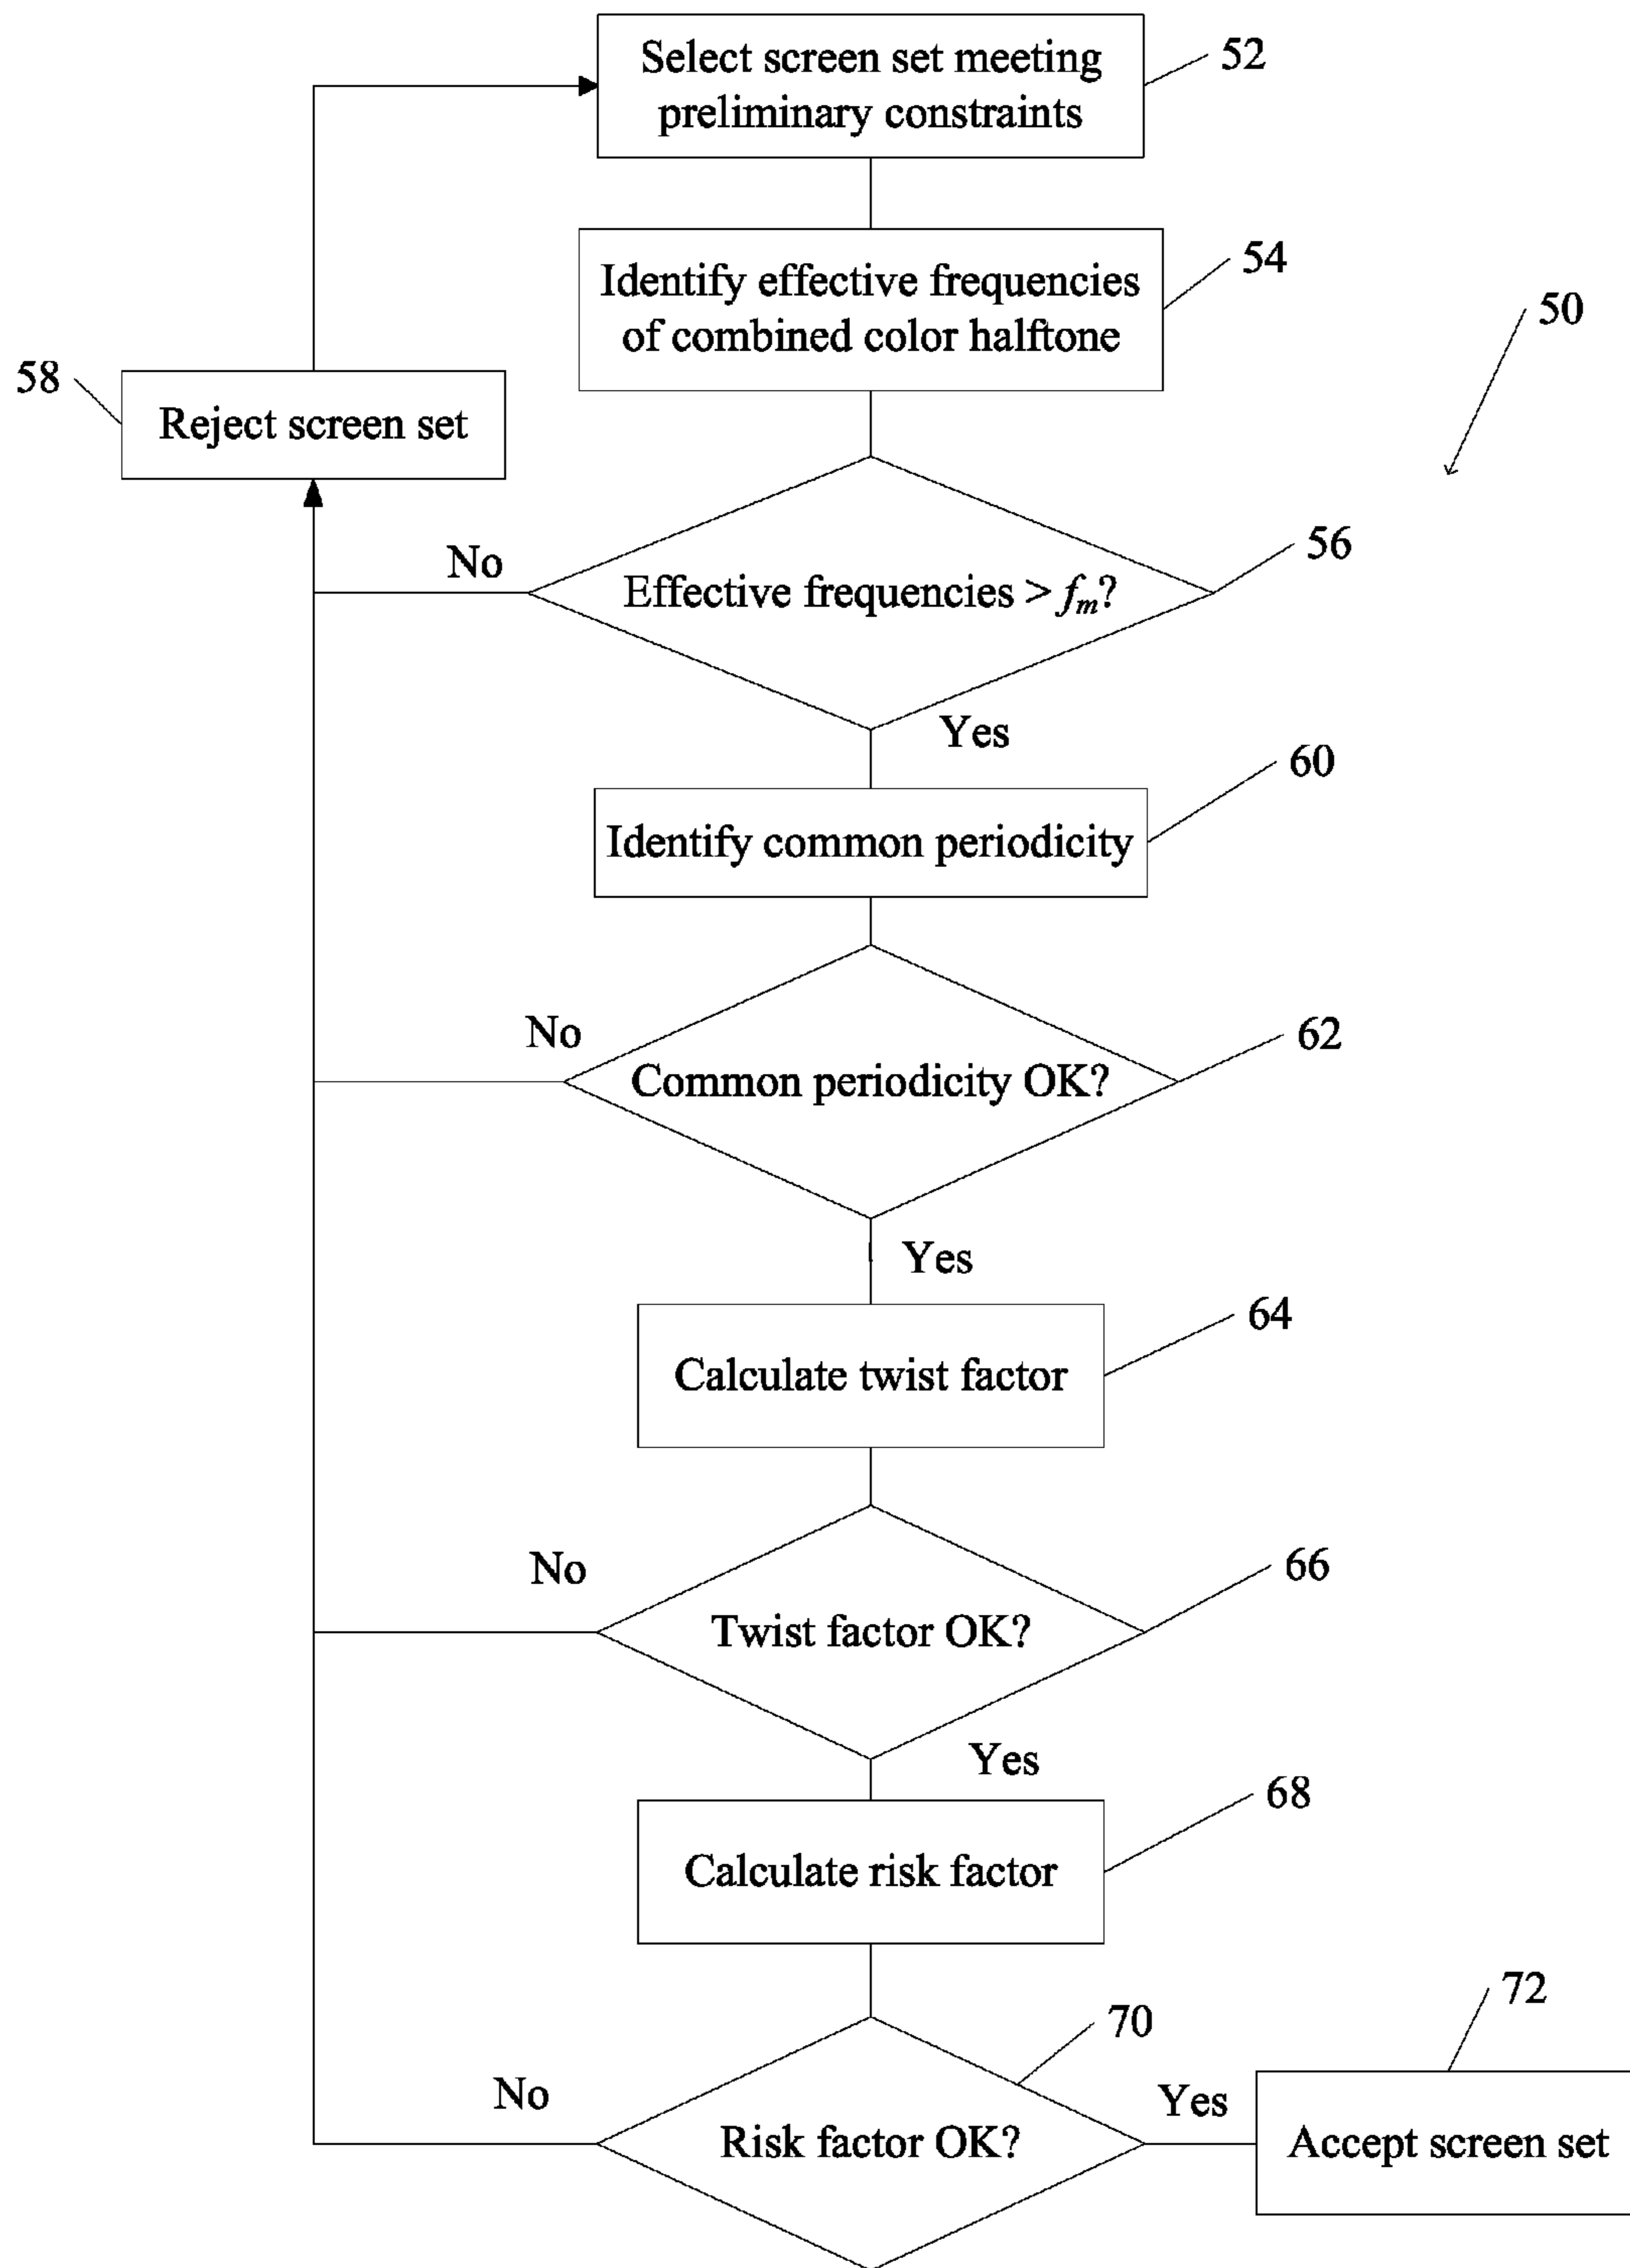 Select screen set meeting
preliminary constraints
52
Identify effective frequencies
of combined color halftone
54
50
58
Reject screen set
No
Effective frequencies > fm?
56
Yes
60
Identify common periodicity
No
Common periodicity OK?
62
Yes
64
Calculate twist factor
No
Twist factor OK?
66
Yes
68
Calculate risk factor
70
72
No
Risk factor OK?
Yes
Accept screen set